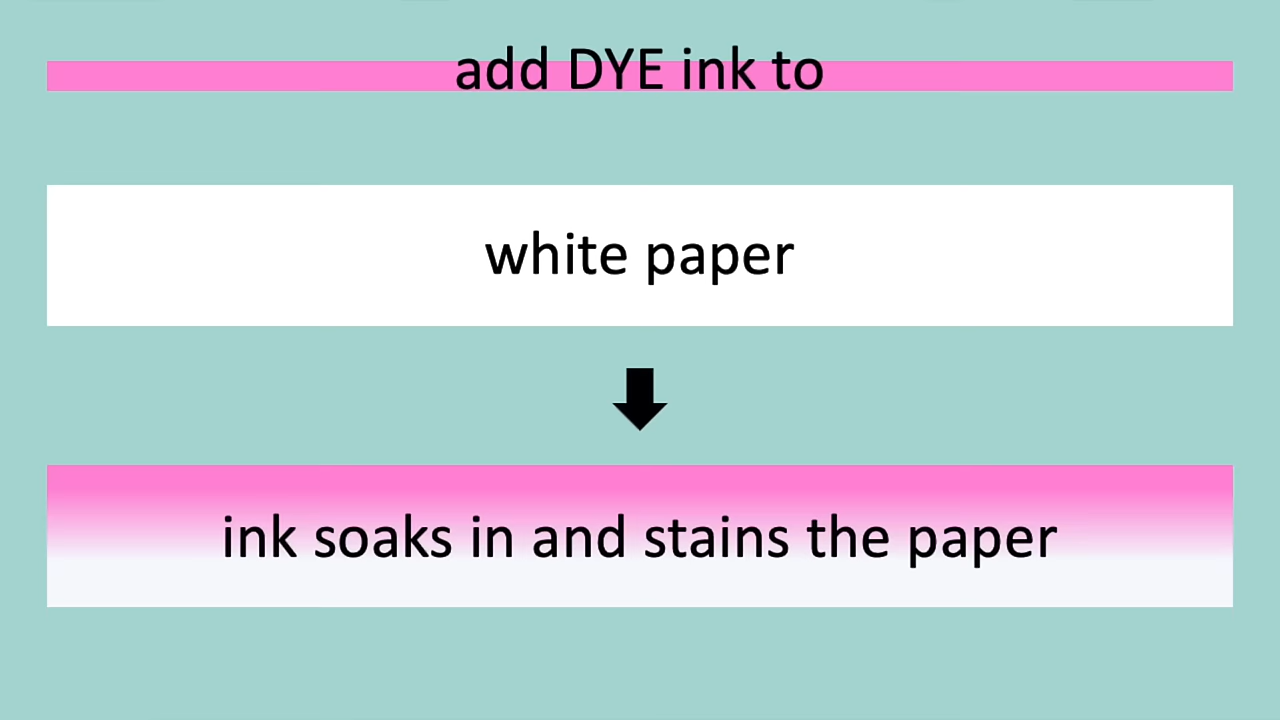 add DYE ink to
white paper
ink soaks in and stains the paper